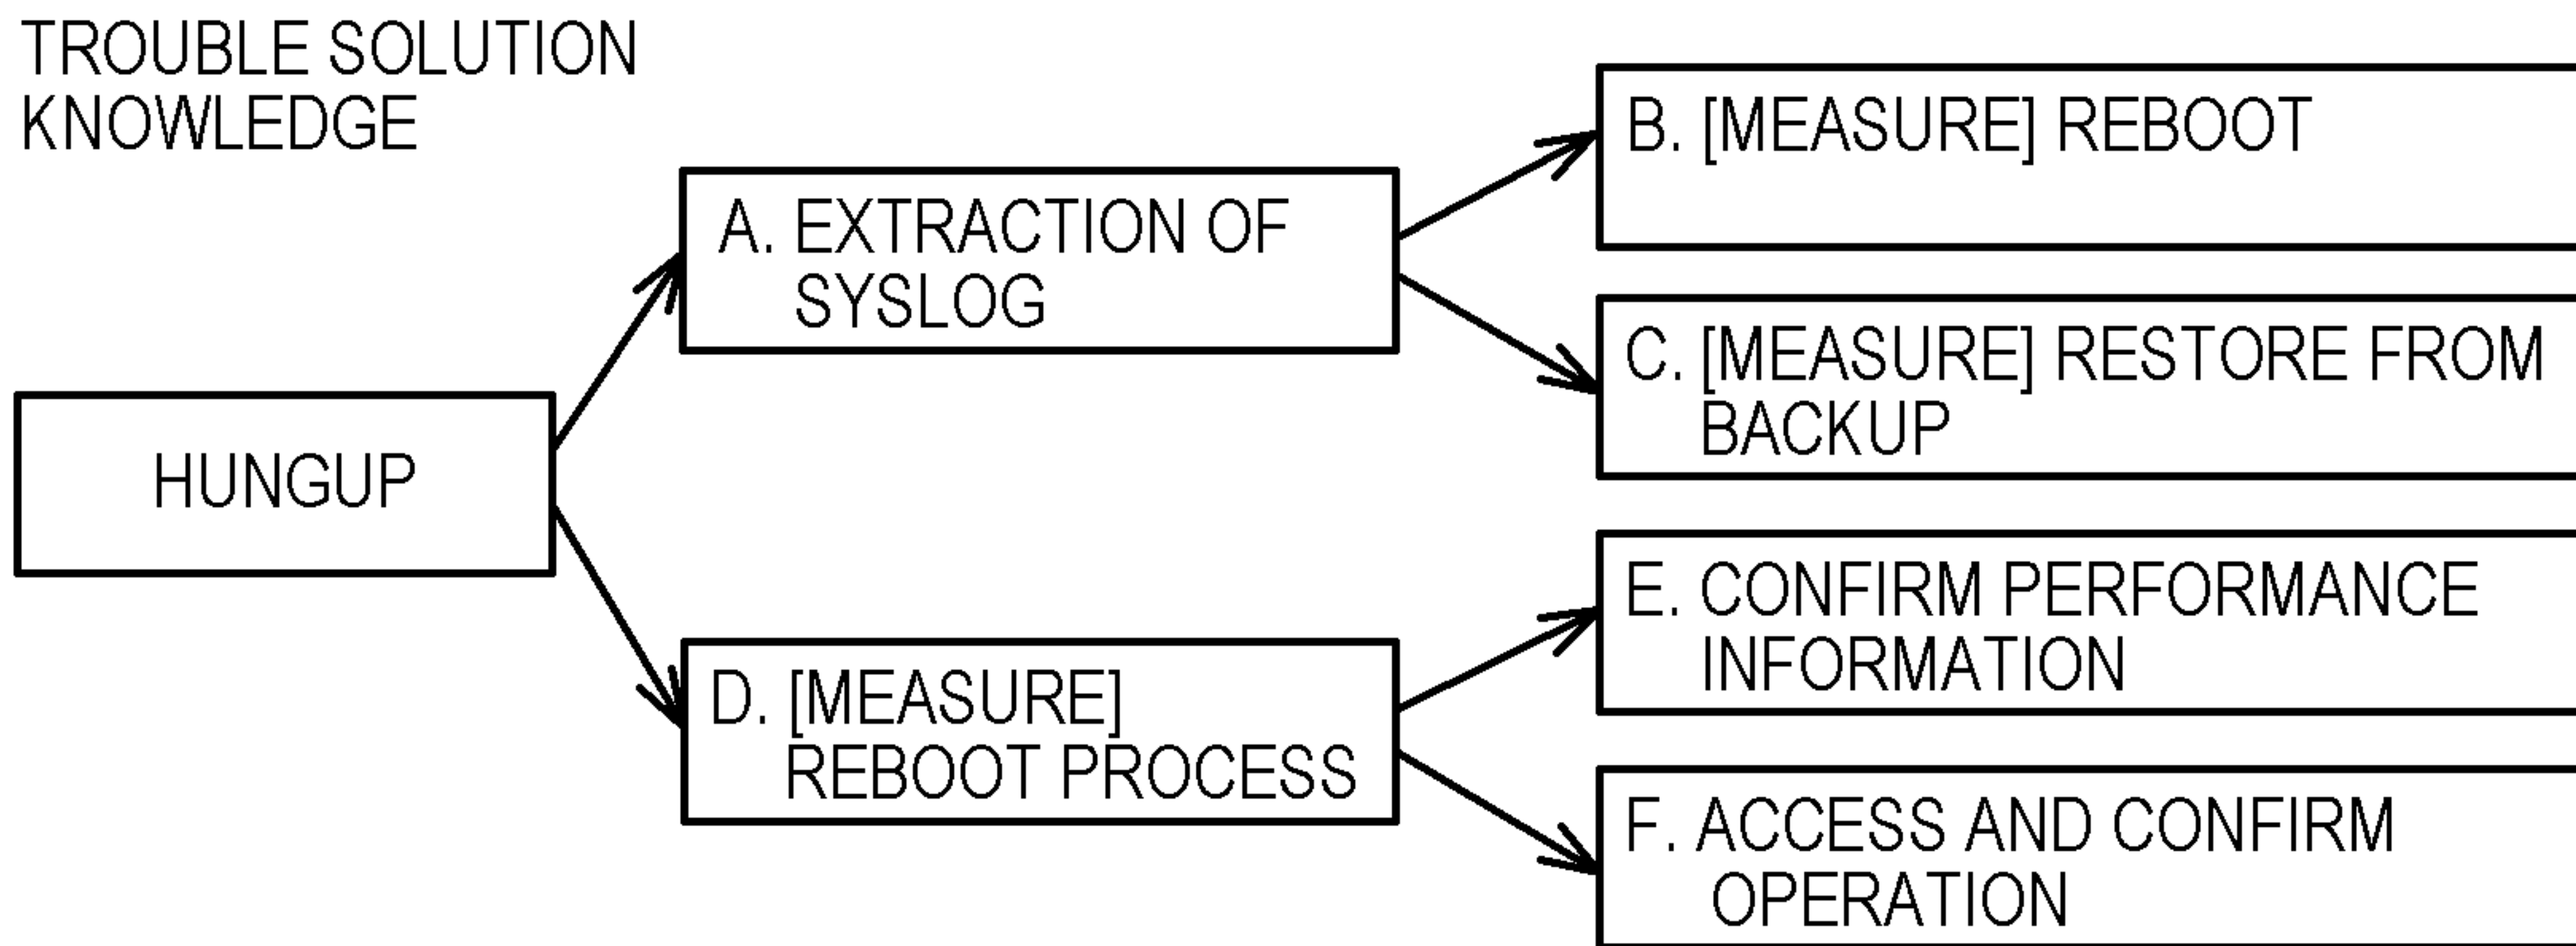 TROUBLE SOLUTION
KNOWLEDGE
HUNGUP
A. EXTRACTION OF
SYSLOG
B. [MEASURE] REBOOT
C. [MEASURE] RESTORE FROM
BACKUP
D. [MEASURE]
REBOOT PROCESS
E. CONFIRM PERFORMANCE
INFORMATION
F. ACCESS AND CONFIRM
OPERATION